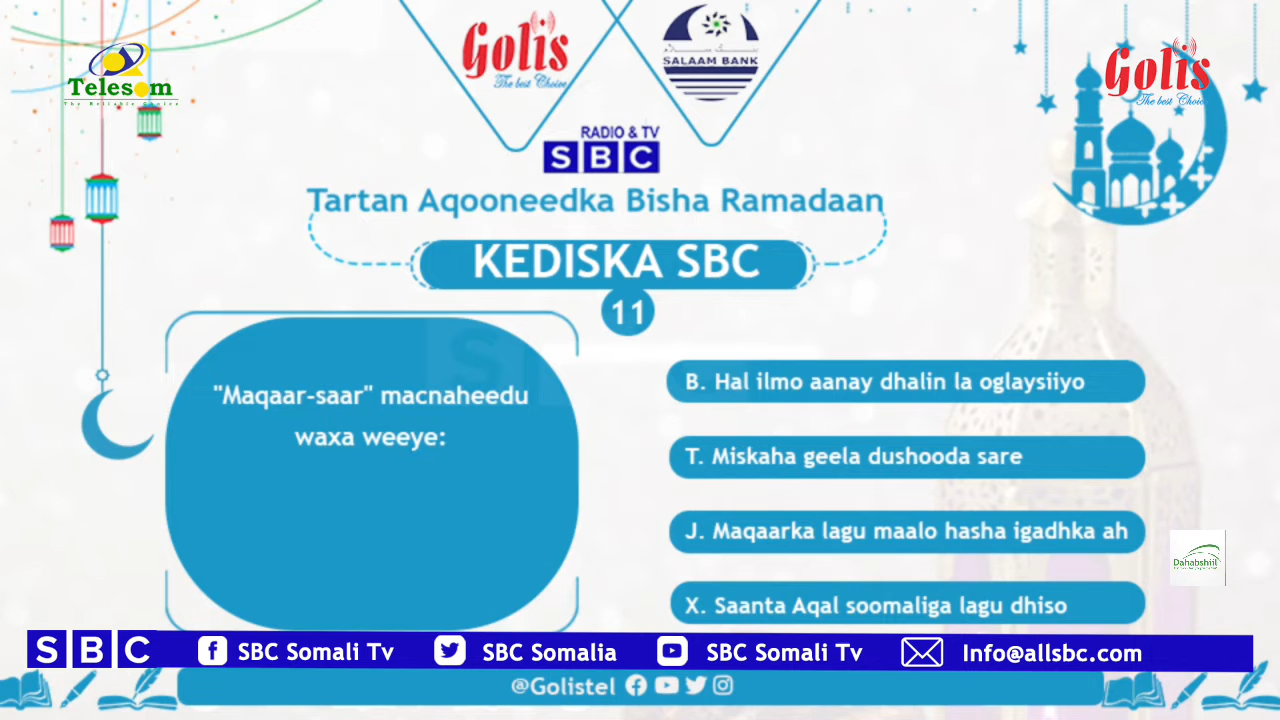 Telesom
The Reliable Choice
Golis
The best Choice
SALAAM BANK
Golis
The best Choice
RADIO & TV
SBC
Tartan Aqooneedka Bisha Ramadaan
KEDISKA SBC
11
"Maqaar-saar" macnaheedu
waxa weeye:
B. Hal ilmo aanay dhalin la oglaysiiyo
T. Miskaha geela dushooda sare
J. Maqaarka lagu maalo hasha igadhka ah
X. Saanta Aqal soomaliga lagu dhiso
Dahabshiil
SBC
SBC Somali Tv
SBC Somalia
SBC Somali Tv
Info@allsbc.com
@Golistel